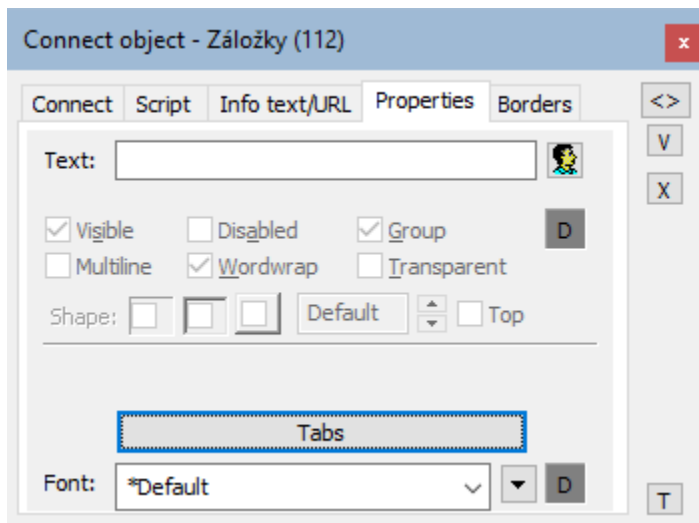 Connect object - Záložky (112) x
Connect Script Info text/URL Properties Borders <>
V
Text:
X
Visible Disabled Group D
Multiline Wordwrap Transparent
Shape: Default Top
Tabs
Font: *Default D
T